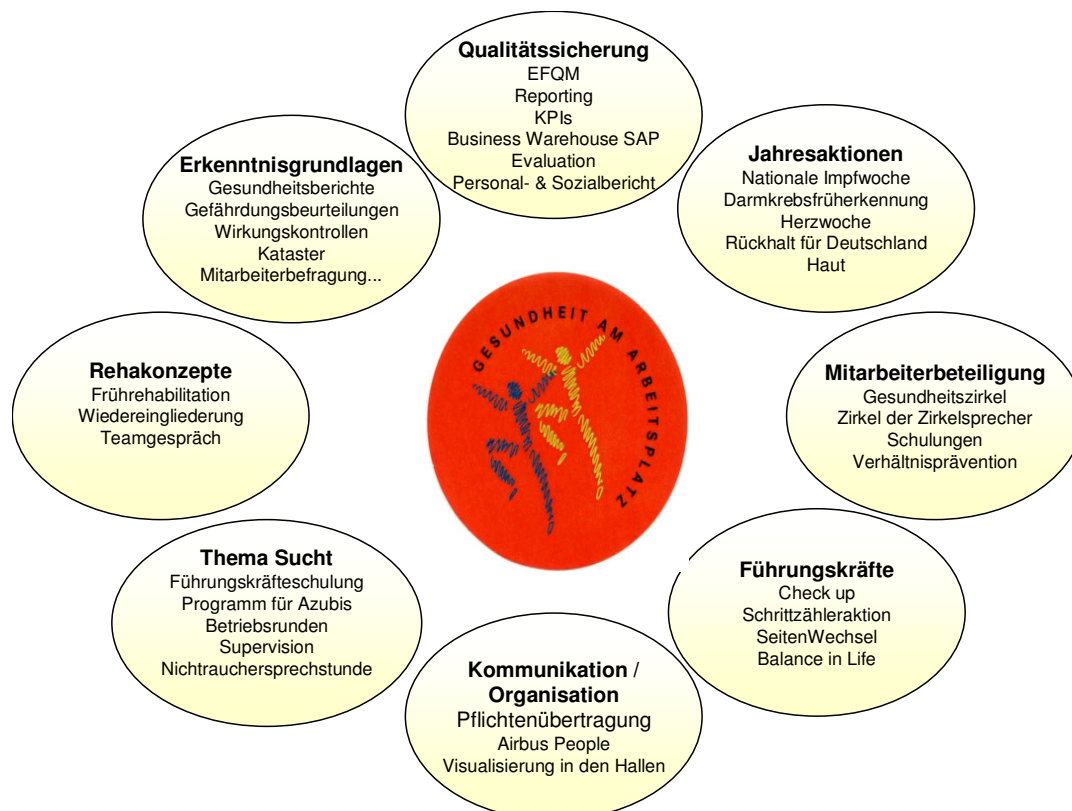 Qualitätssicherung
EFQM
Reporting
KPIs
Business Warehouse SAP
Evaluation
Personal- & Sozialbericht
Jahresaktionen
Nationale Impfwoche
Darmkrebsfrüherkennung
Herzwoche
Rückhalt für Deutschland
Haut
Mitarbeiterbeteiligung
Gesundheitszirkel
Zirkel der Zirkelsprecher
Schulungen
Verhältnisprävention
Führungskräfte
Check up
Schrittzähleraktion
SeitenWechsel
Balance in Life
Kommunikation /
Organisation
Pflichtenübertragung
Airbus People
Visualisierung in den Hallen
Thema Sucht
Führungskräfteschulung
Programm für Azubis
Betriebsrunden
Supervision
Nichtrauchersprechstunde
Rehakonzepte
Frührehabilitation
Wiedereingliederung
Teamgespräch
Erkenntnisgrundlagen
Gesundheitsberichte
Gefährdungsbeurteilungen
Wirkungskontrollen
Kataster
Mitarbeiterbefragung...
GESUNDHEIT AM ARBEITSPLATZ